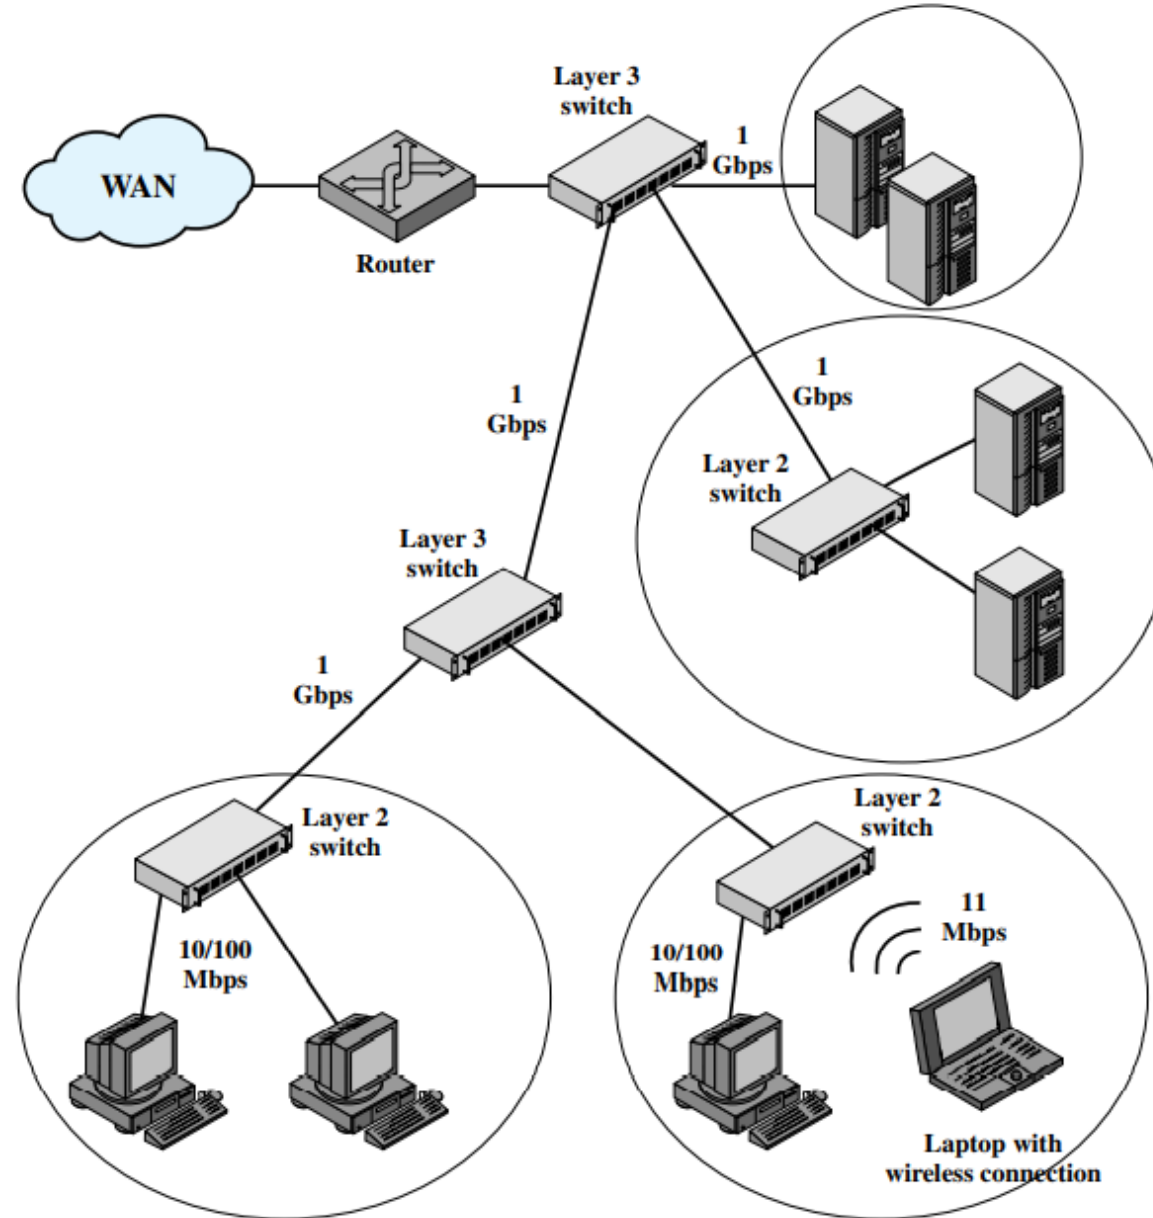 Layer 3
switch
1
Gbps
WAN
Router
1
Gbps
1
Gbps
Layer 2
switch
Layer 3
switch
1
Gbps
Layer 2
switch
Layer 2
switch
10/100
Mbps
10/100
Mbps
11
Mbps
Laptop with
wireless connection